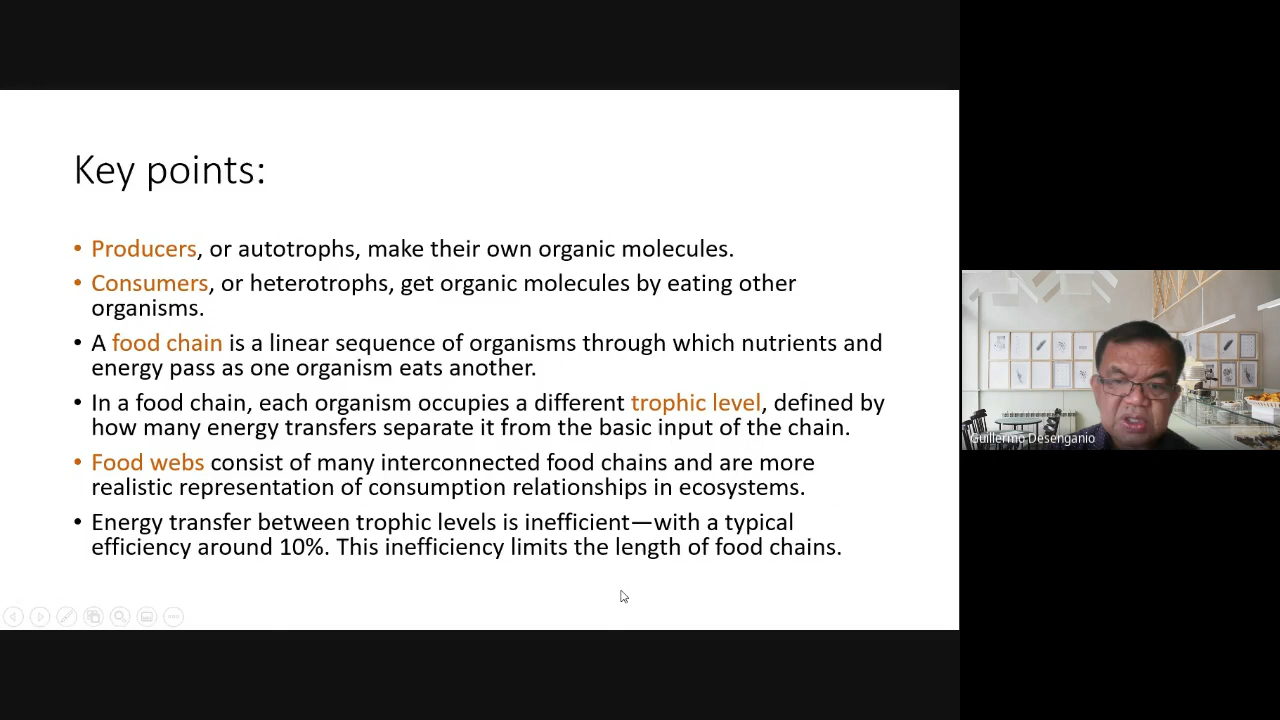 Key points:
• Producers, or autotrophs, make their own organic molecules.
• Consumers, or heterotrophs, get organic molecules by eating other
organisms.
• A food chain is a linear sequence of organisms through which nutrients and
energy pass as one organism eats another.
• In a food chain, each organism occupies a different trophic level, defined by
how many energy transfers separate it from the basic input of the chain.
• Food webs consist of many interconnected food chains and are more
realistic representation of consumption relationships in ecosystems.
• Energy transfer between trophic levels is inefficient—with a typical
efficiency around 10%. This inefficiency limits the length of food chains.
Guillermo Desenganio